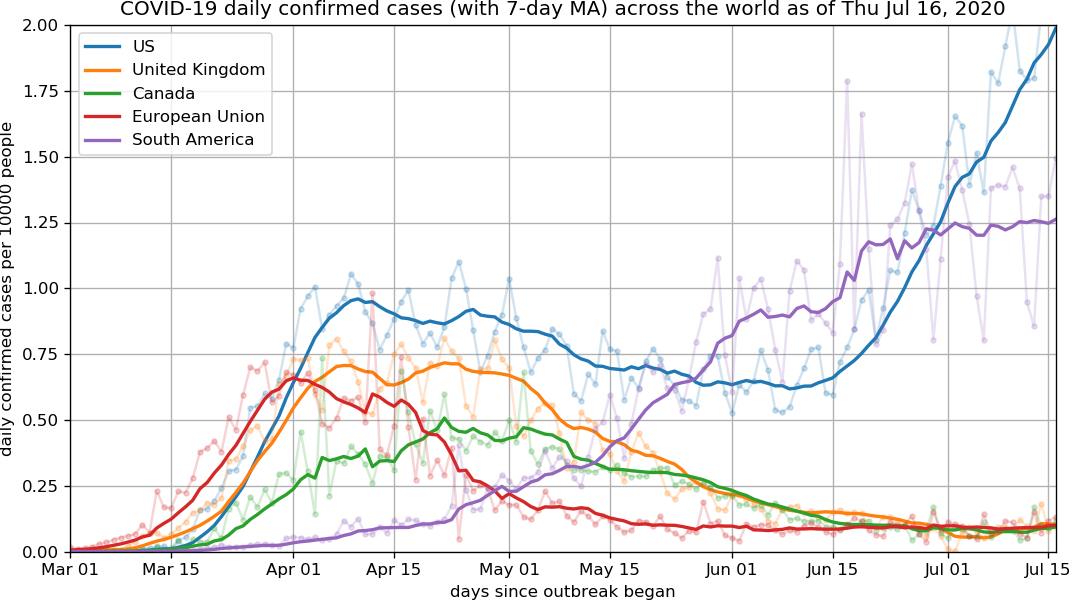 COVID-19 daily confirmed cases (with 7-day MA) across the world as of Thu Jul 16, 2020
daily confirmed cases per 10000 people
2.00
1.75
1.50
1.25
1.00
0.75
0.50
0.25
0.00
US
United Kingdom
Canada
European Union
South America
Mar 01 Mar 15 Apr 01 Apr 15 May 01 May 15 Jun 01 Jun 15 Jul 01 Jul 15
days since outbreak began